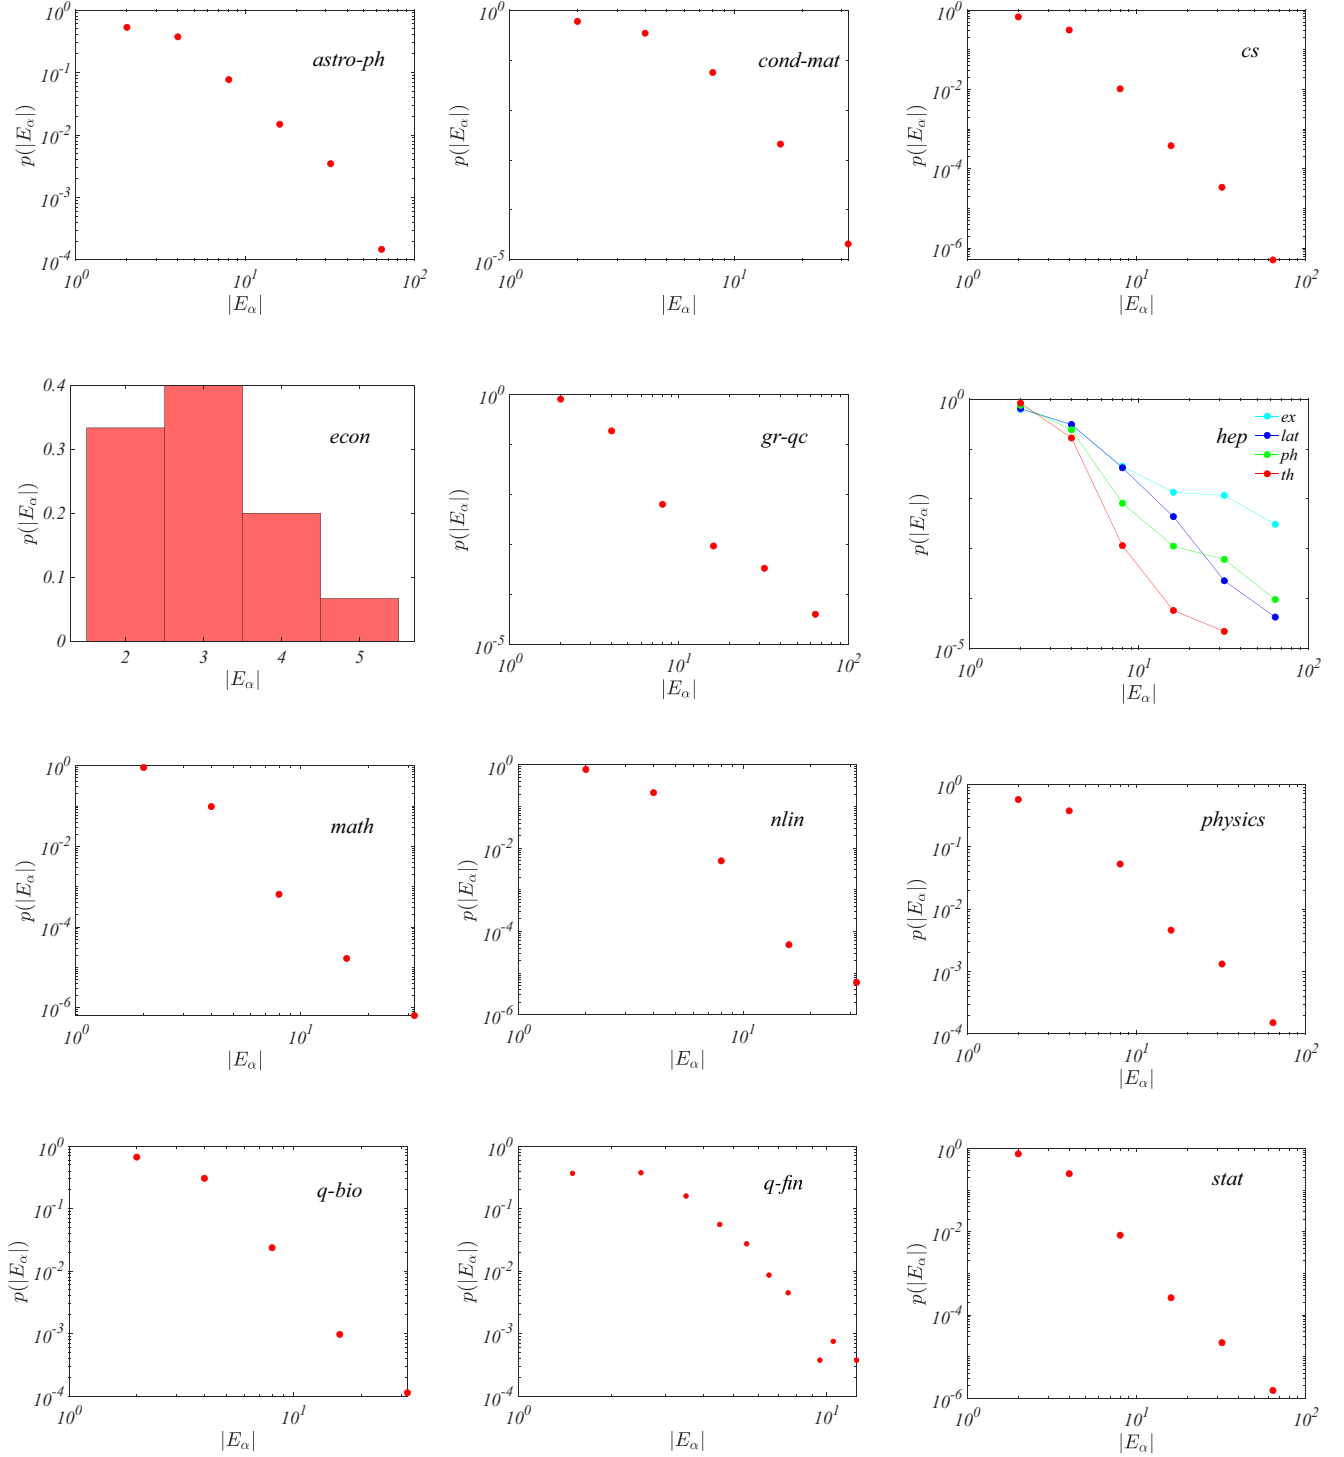 10^0
10^-1
10^-2
10^-3
10^-4
p(|E_α|)
astro-ph
10^0 10^1 10^2
|E_α|
10^0
10^-5
p(|E_α|)
cond-mat
10^0 10^1
|E_α|
10^0
10^-2
10^-4
10^-6
p(|E_α|)
cs
10^0 10^1 10^2
|E_α|
0.4
0.3
0.2
0.1
0
p(|E_α|)
econ
2 3 4 5
|E_α|
10^0
10^-5
p(|E_α|)
gr-qc
10^0 10^1 10^2
|E_α|
10^0
10^-5
p(|E_α|)
hep
ex
lat
ph
th
10^0 10^1 10^2
|E_α|
10^0
10^-2
10^-4
10^-6
p(|E_α|)
math
10^0 10^1
|E_α|
10^0
10^-2
10^-4
10^-6
p(|E_α|)
nlin
10^0 10^1
|E_α|
10^0
10^-1
10^-2
10^-3
10^-4
p(|E_α|)
physics
10^0 10^1 10^2
|E_α|
10^0
10^-1
10^-2
10^-3
10^-4
p(|E_α|)
q-bio
10^0 10^1
|E_α|
10^0
10^-1
10^-2
10^-3
10^-4
p(|E_α|)
q-fin
10^0 10^1
|E_α|
10^0
10^-2
10^-4
10^-6
p(|E_α|)
stat
10^0 10^1 10^2
|E_α|